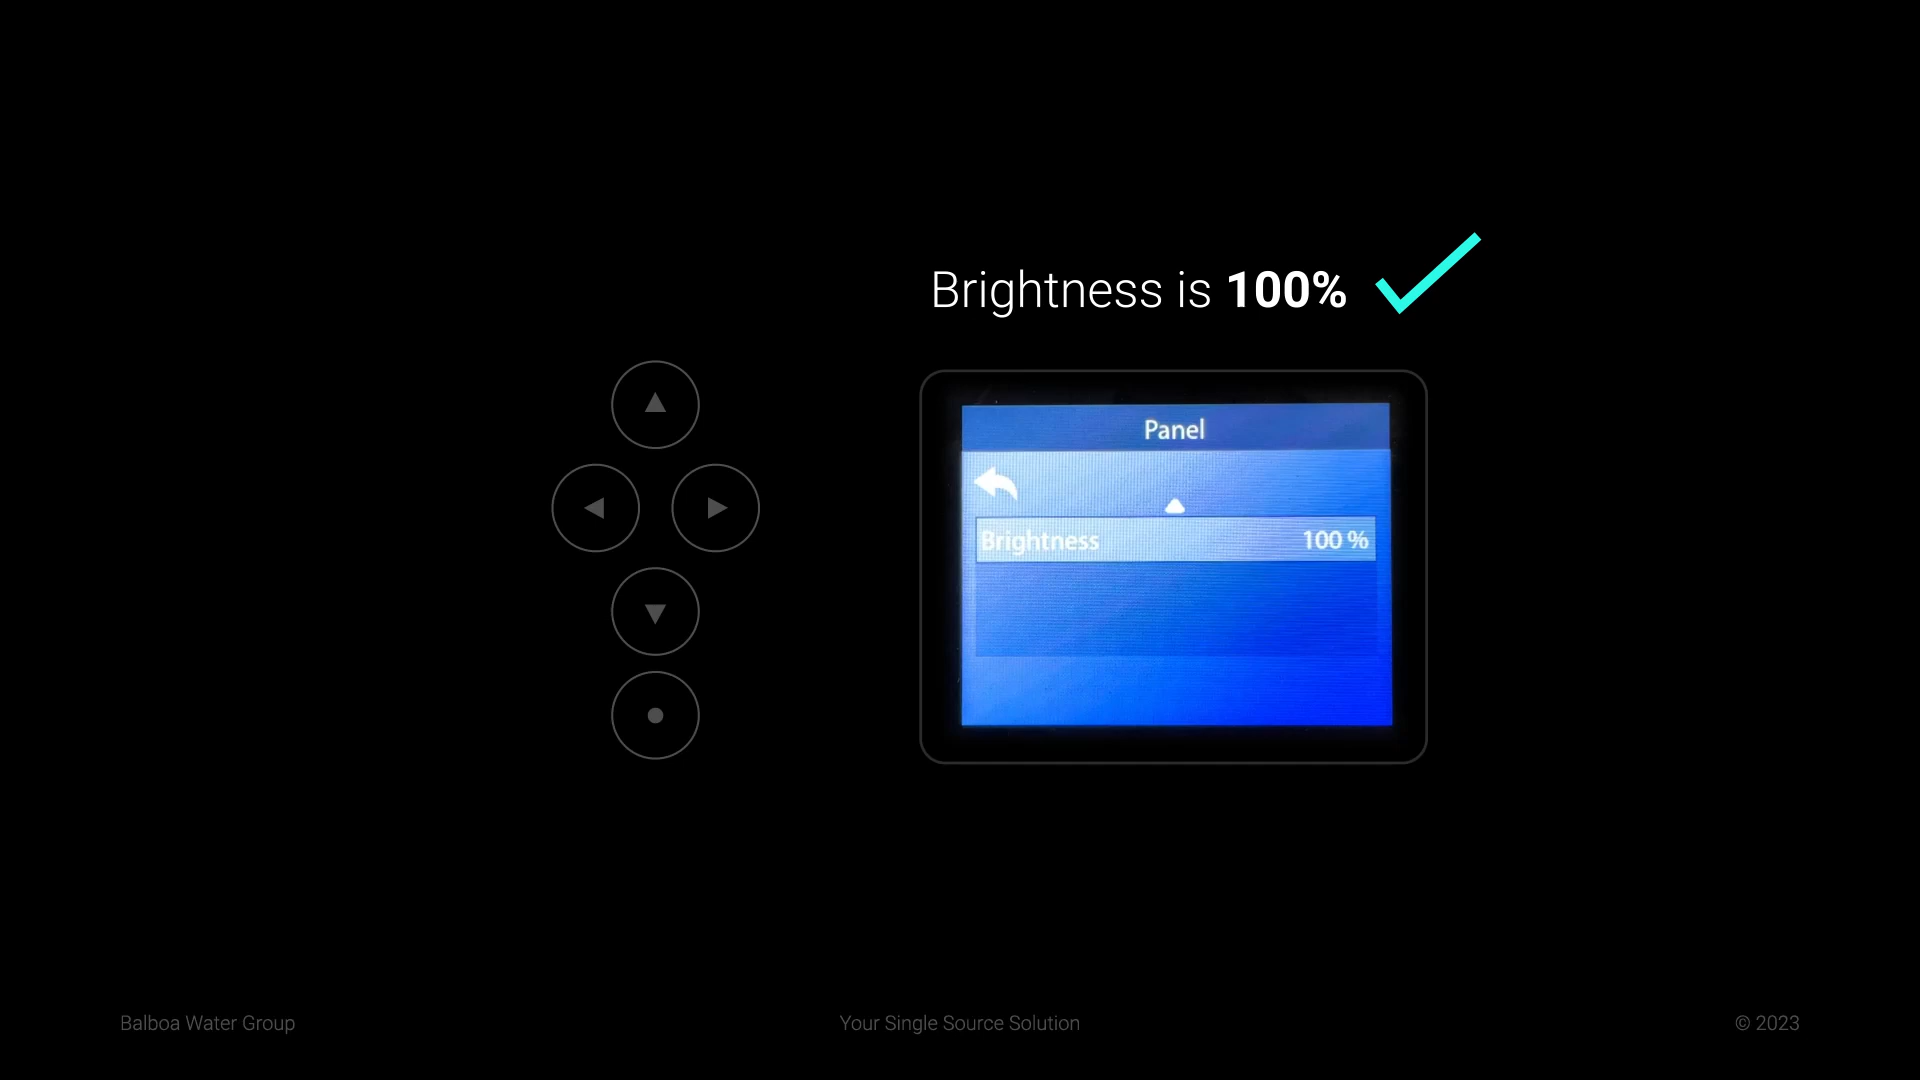 Brightness is 100%
Panel
Brightness 100 %
Balboa Water Group
Your Single Source Solution
© 2023